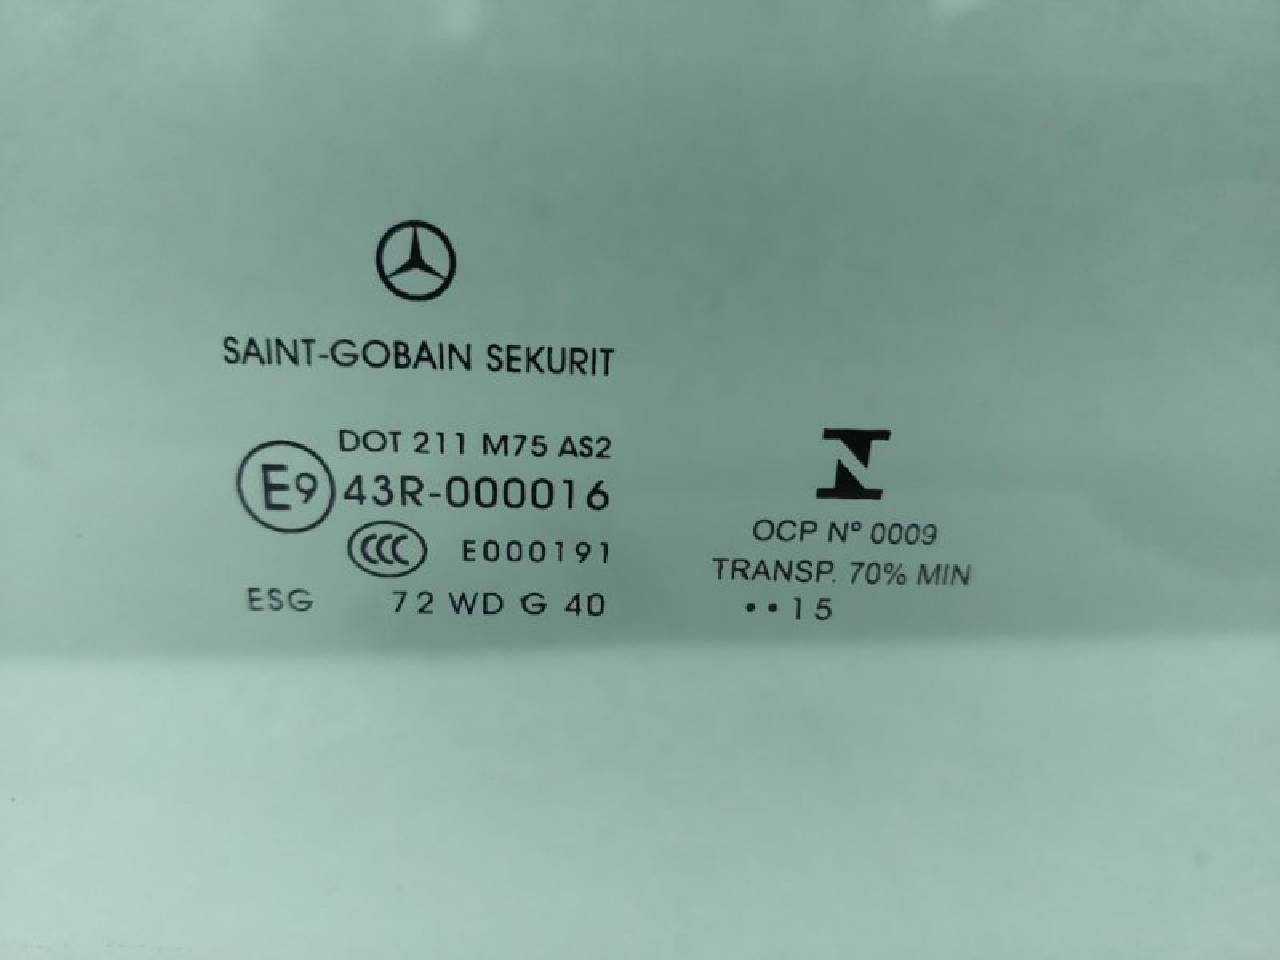 SAINT-GOBAIN SEKURIT
DOT 211 M75 AS2
E9 43R-000016
CCC E000191
ESG 72 WD G 40
N
OCP Nº 0009
TRANSP. 70% MIN
••15